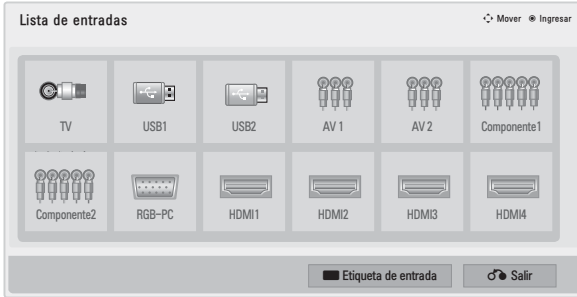 Lista de entradas
Mover Ingresar
TV USB1 USB2 AV 1 AV 2 Componente1
Componente2 RGB-PC HDMI1 HDMI2 HDMI3 HDMI4
Etiqueta de entrada Salir